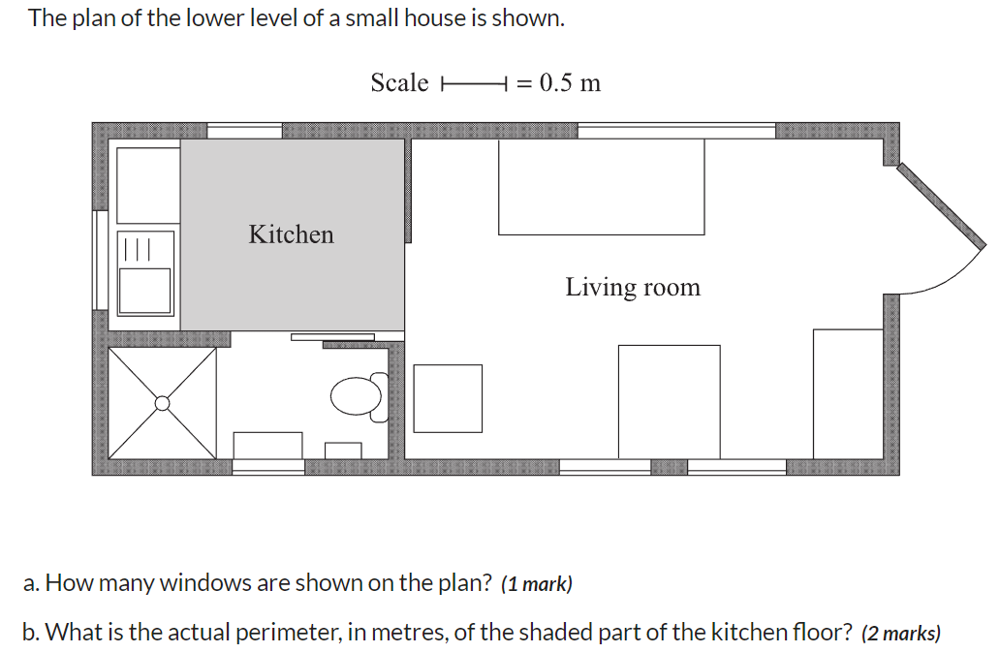 The plan of the lower level of a small house is shown.
Scale = 0.5 m
Kitchen
Living room
a. How many windows are shown on the plan? (1 mark)
b. What is the actual perimeter, in metres, of the shaded part of the kitchen floor? (2 marks)